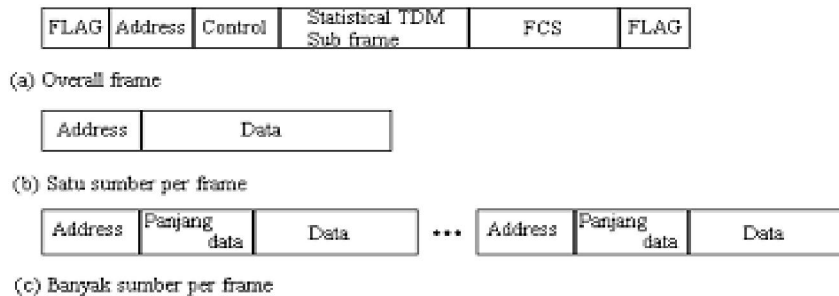 FLAG Address Control Statistical TDM Sub frame FCS FLAG
(a) Overall frame
Address Data
(b) Satu sumber per frame
Address Panjang data Data ••• Address Panjang data Data
(c) Banyak sumber per frame